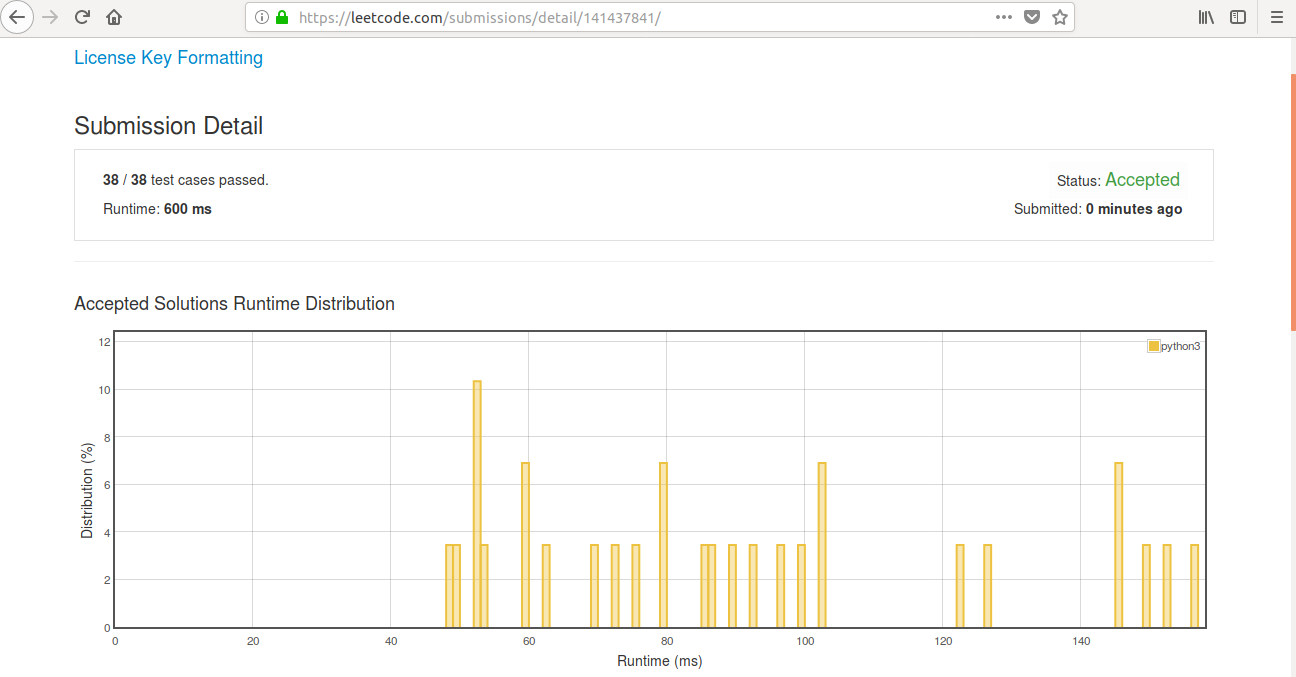 https://leetcode.com/submissions/detail/141437841/
License Key Formatting
Submission Detail
38 / 38 test cases passed.
Status: Accepted
Runtime: 600 ms
Submitted: 0 minutes ago
Accepted Solutions Runtime Distribution
python3
12
10
8
6
4
2
0
Distribution (%)
0 20 40 60 80 100 120 140
Runtime (ms)